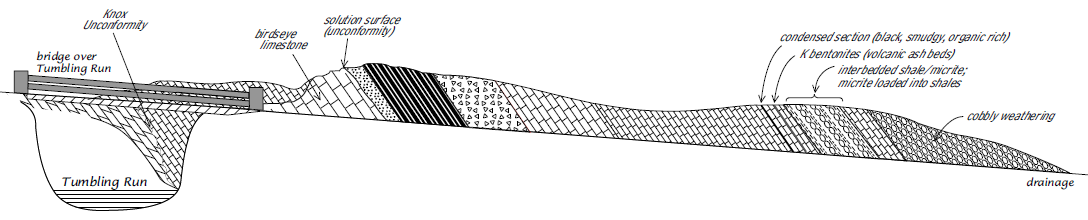 Knox
Unconformity
bridge over
Tumbling Run
birdseye
limestone
solution surface
(unconformity)
condensed section (black, smudgy, organic rich)
K bentonites (volcanic ash beds)
interbedded shale/micrite;
micrite loaded into shales
cobbly weathering
Tumbling Run
drainage